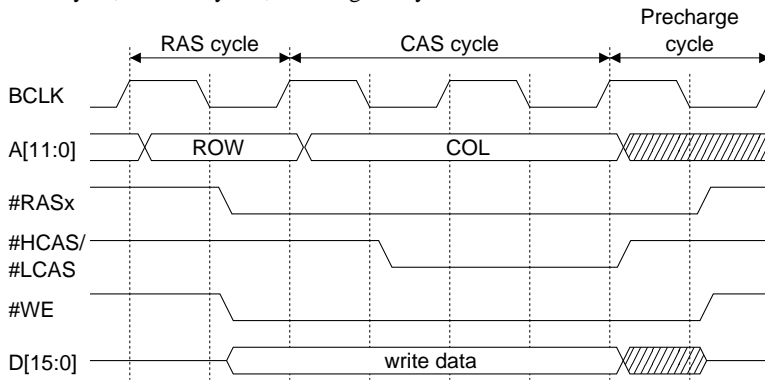 Precharge
cycle
RAS cycle
CAS cycle
BCLK
A[11:0]
ROW
COL
#RASx
#HCAS/
#LCAS
#WE
D[15:0]
write data